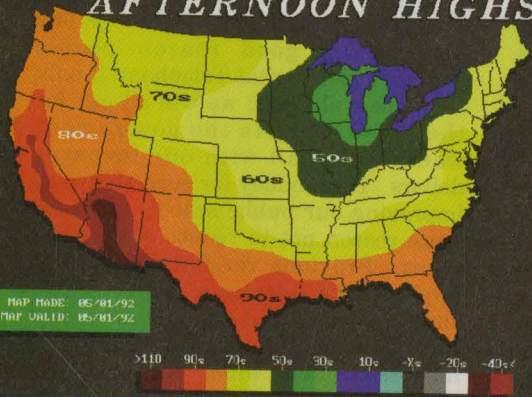 AFTERNOON HIGHS
70s
80s
50s
60s
90s
MAP MADE: 05/01/92
MAP VALID: 05/01/92
>110 90s 70s 50s 30s 10s -Xs -20s -40s<